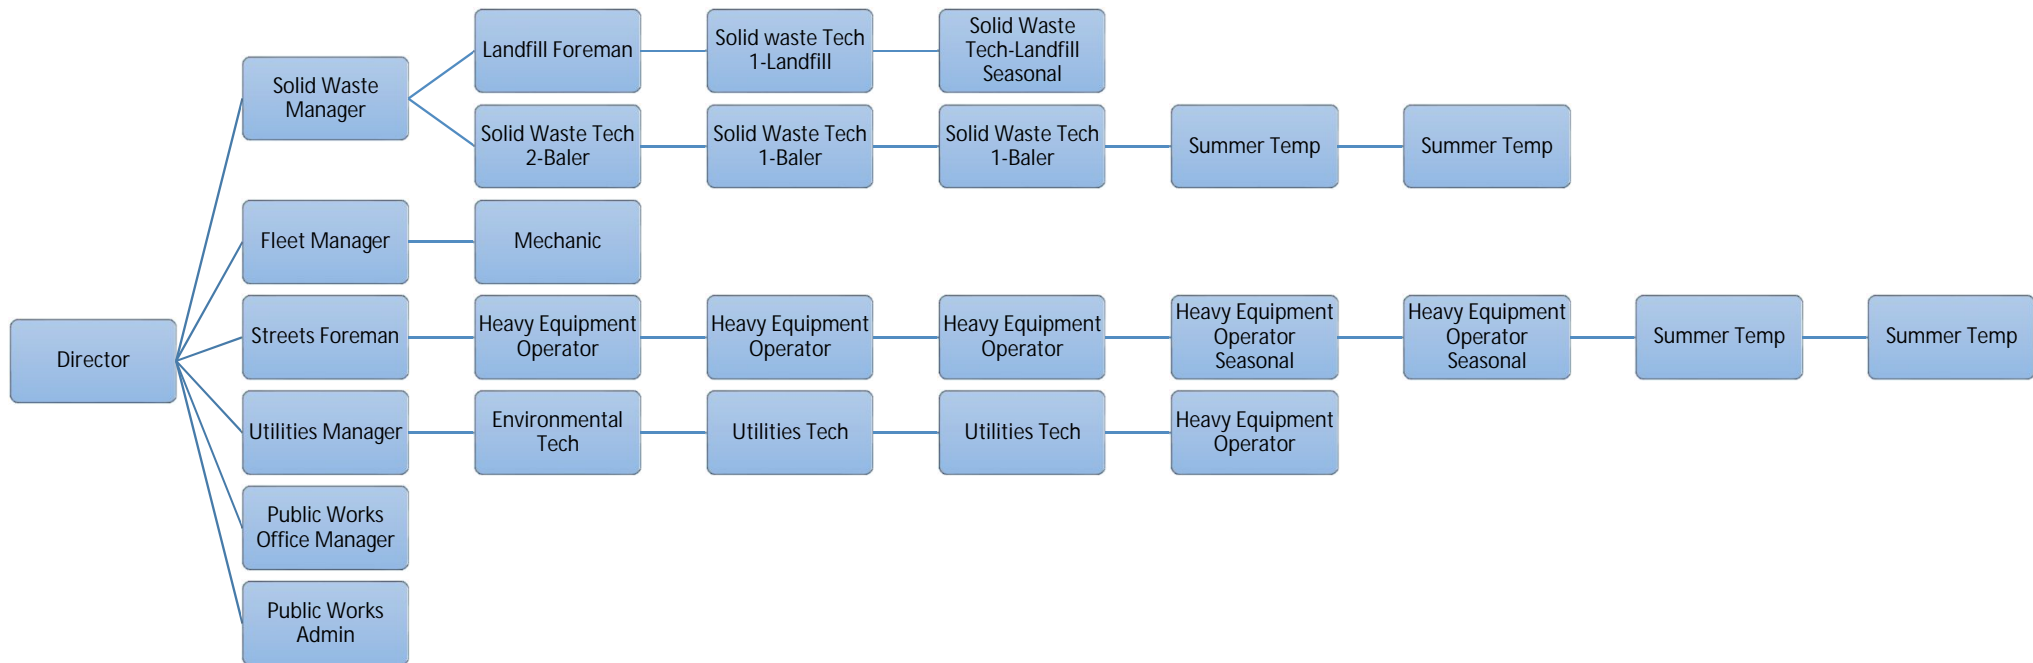 Landfill Foreman
Solid waste Tech
1-Landfill
Solid Waste
Tech-Landfill
Seasonal
Solid Waste
Manager
Solid Waste Tech
2-Baler
Solid Waste Tech
1-Baler
Solid Waste Tech
1-Baler
Summer Temp
Summer Temp
Fleet Manager
Mechanic
Director
Streets Foreman
Heavy Equipment
Operator
Heavy Equipment
Operator
Heavy Equipment
Operator
Heavy Equipment
Operator
Seasonal
Heavy Equipment
Operator
Seasonal
Summer Temp
Summer Temp
Utilities Manager
Environmental
Tech
Utilities Tech
Utilities Tech
Heavy Equipment
Operator
Public Works
Office Manager
Public Works
Admin